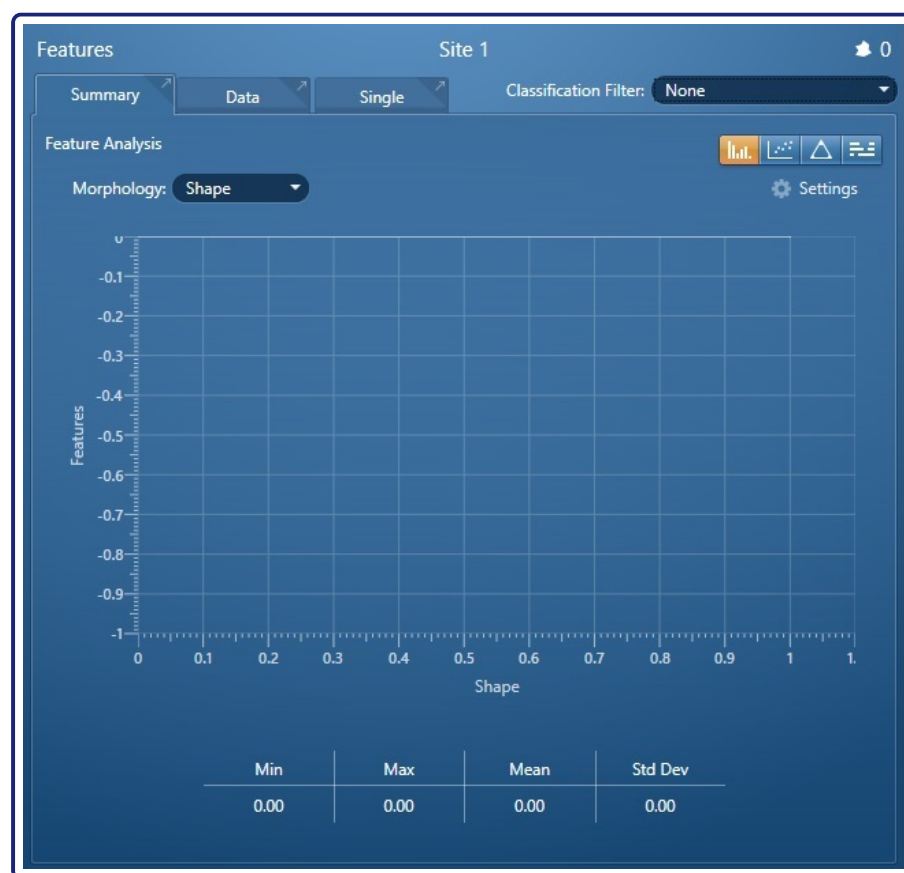 Features Site 1 0
Summary Data Single Classification Filter: None
Feature Analysis
Morphology: Shape Settings
0
-0.1
-0.2
-0.3
-0.4
-0.5
-0.6
-0.7
-0.8
-0.9
-1
Features
0 0.1 0.2 0.3 0.4 0.5 0.6 0.7 0.8 0.9 1 1.
Shape
Min Max Mean Std Dev
0.00 0.00 0.00 0.00